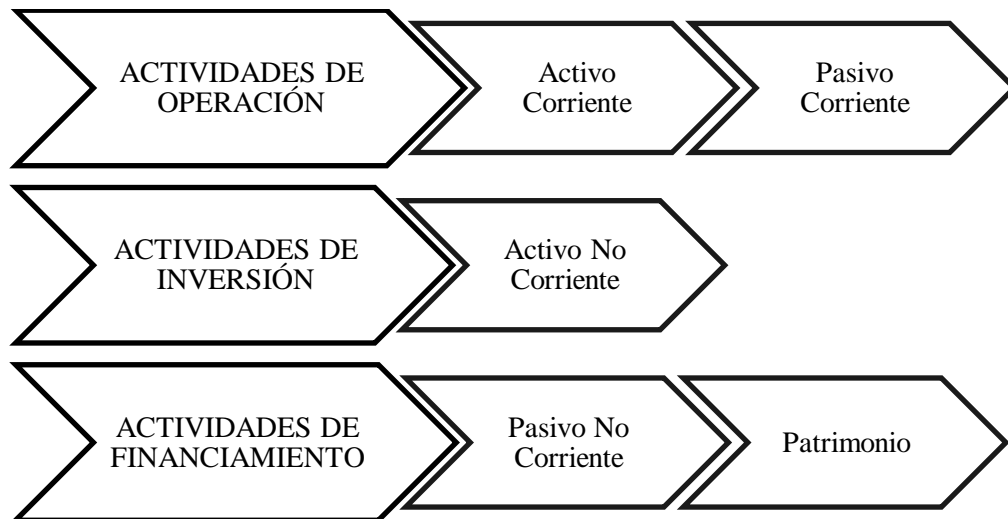 ACTIVIDADES DE
OPERACIÓN
Activo
Corriente
Pasivo
Corriente
ACTIVIDADES DE
INVERSIÓN
Activo No
Corriente
ACTIVIDADES DE
FINANCIAMIENTO
Pasivo No
Corriente
Patrimonio